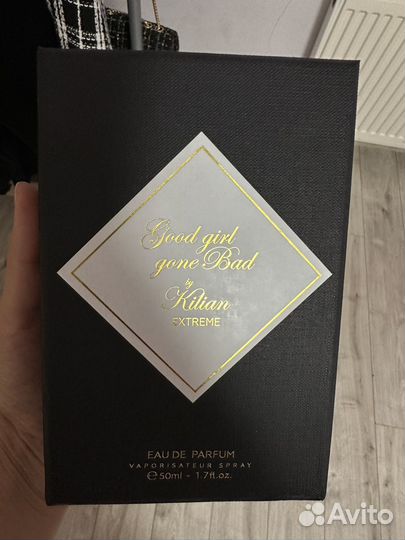 Good girl
gone Bad
by
Kilian
EXTREME
EAU DE PARFUM
VAPORISATEUR SPRAY
℮50ml - 1.7fl.oz.
Avito